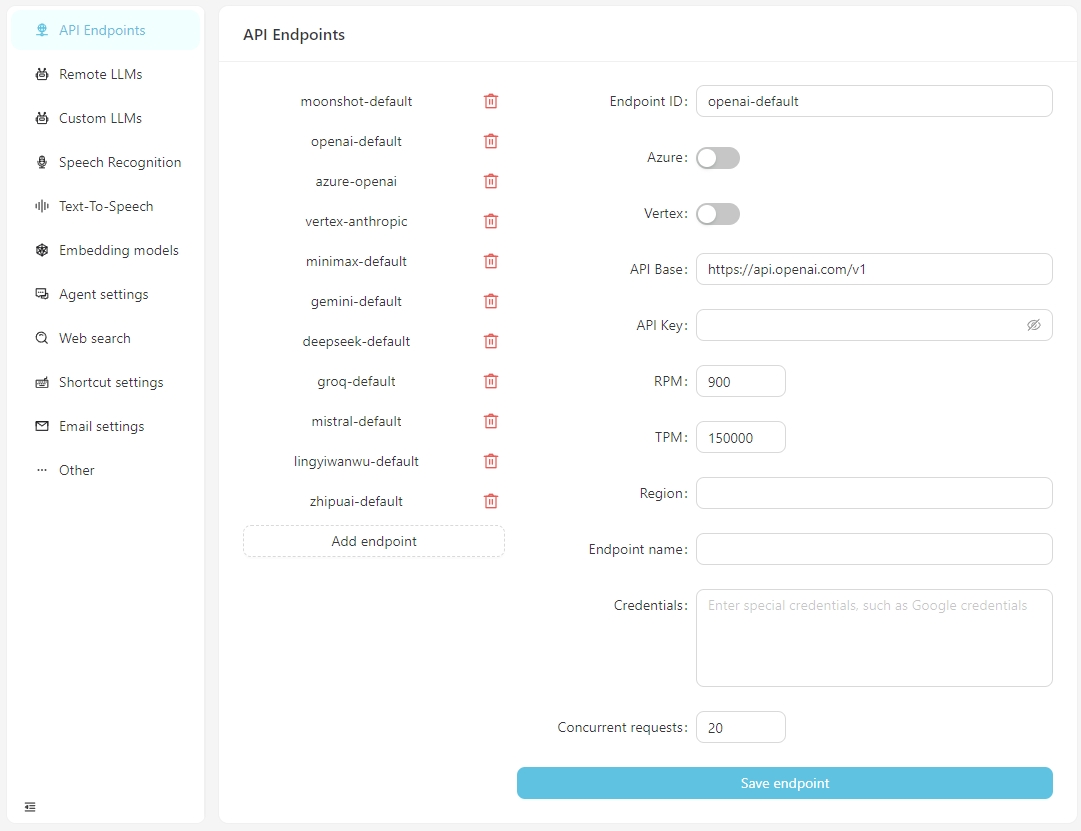 API Endpoints
Remote LLMs
Custom LLMs
Speech Recognition
Text-To-Speech
Embedding models
Agent settings
Web search
Shortcut settings
Email settings
Other
API Endpoints
moonshot-default
openai-default
azure-openai
vertex-anthropic
minimax-default
gemini-default
deepseek-default
groq-default
mistral-default
lingyiwanwu-default
zhipuai-default
Add endpoint
Endpoint ID: openai-default
Azure:
Vertex:
API Base: https://api.openai.com/v1
API Key:
RPM: 900
TPM: 150000
Region:
Endpoint name:
Credentials: Enter special credentials, such as Google credentials
Concurrent requests: 20
Save endpoint